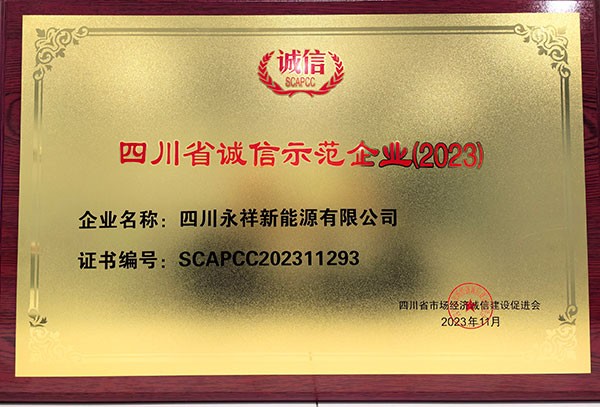 诚信
SCAPCC
四川省诚信示范企业(2023)
企业名称：四川永祥新能源有限公司
证书编号：SCAPCC202311293
四川省市场经济诚信建设促进会
2023年11月